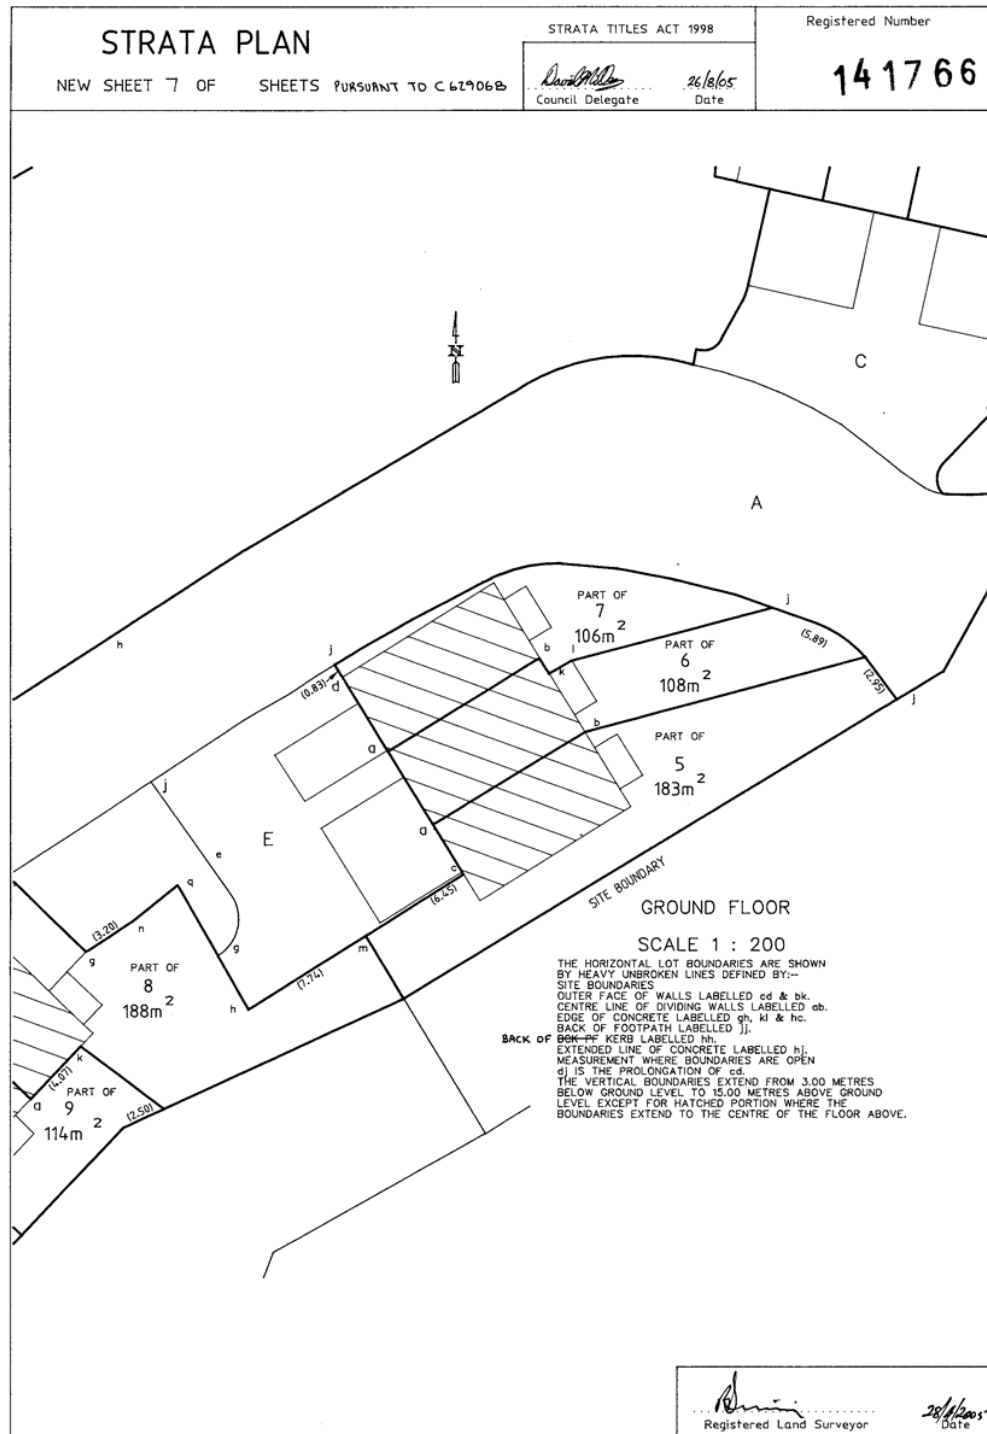 STRATA PLAN
NEW SHEET 7 OF SHEETS PURSUANT TO C629068
STRATA TITLES ACT 1998
26/8/05
Council Delegate Date
Registered Number
141766
N
C
A
h
j
(0.83)
d
PART OF
7
106m²
j
(5.89)
b l
k
PART OF
6
108m²
(2.95)
j
b
a
PART OF
5
183m²
j
a
e
E
c
(6.45)
SITE BOUNDARY
q
(3.20)
n
g
g
m
(7.74)
h
PART OF
8
188m²
k
(4.07)
a
PART OF
9
114m²
(2.50)
GROUND FLOOR
SCALE 1 : 200
THE HORIZONTAL LOT BOUNDARIES ARE SHOWN
BY HEAVY UNBROKEN LINES DEFINED BY:--
SITE BOUNDARIES
OUTER FACE OF WALLS LABELLED cd & bk.
CENTRE LINE OF DIVIDING WALLS LABELLED ab.
EDGE OF CONCRETE LABELLED gh, kl & hc.
BACK OF FOOTPATH LABELLED jj.
BACK OF KERB LABELLED hh.
EXTENDED LINE OF CONCRETE LABELLED hj.
MEASUREMENT WHERE BOUNDARIES ARE OPEN
dj IS THE PROLONGATION OF cd.
THE VERTICAL BOUNDARIES EXTEND FROM 3.00 METRES
BELOW GROUND LEVEL TO 15.00 METRES ABOVE GROUND
LEVEL EXCEPT FOR HATCHED PORTION WHERE THE
BOUNDARIES EXTEND TO THE CENTRE OF THE FLOOR ABOVE.
Registered Land Surveyor Date